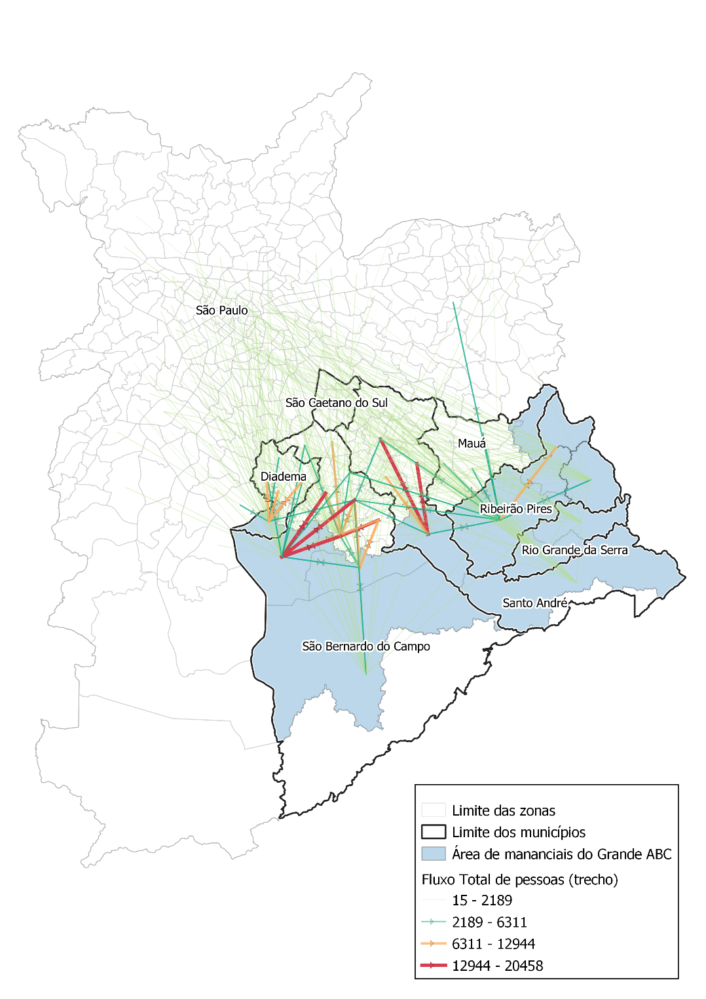 São Paulo
São Caetano do Sul
Mauá
Diadema
Ribeirão Pires
Rio Grande da Serra
Santo André
São Bernardo do Campo
Limite das zonas
Limite dos municípios
Área de mananciais do Grande ABC
Fluxo Total de pessoas (trecho)
15 - 2189
2189 - 6311
6311 - 12944
12944 - 20458